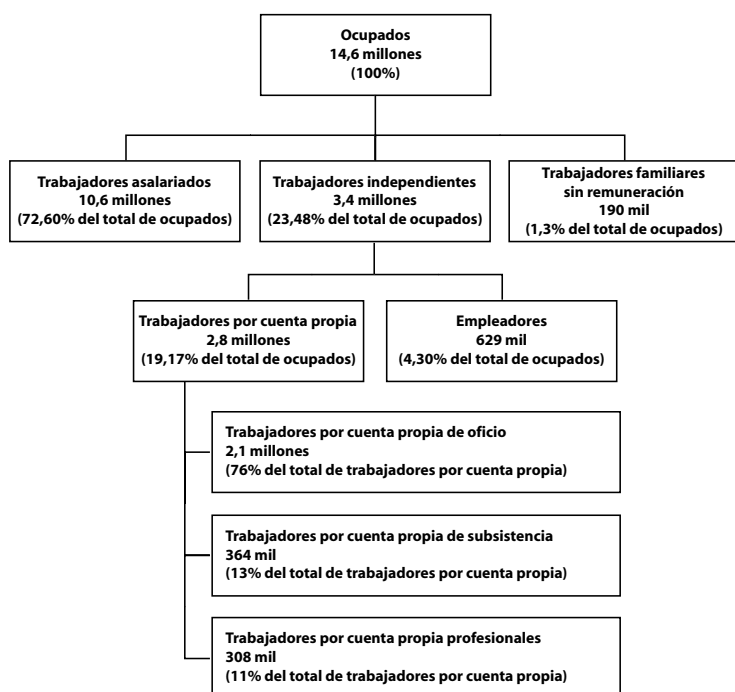 Ocupados
14,6 millones
(100%)
Trabajadores asalariados
10,6 millones
(72,60% del total de ocupados)
Trabajadores independientes
3,4 millones
(23,48% del total de ocupados)
Trabajadores familiares
sin remuneración
190 mil
(1,3% del total de ocupados)
Trabajadores por cuenta propia
2,8 millones
(19,17% del total de ocupados)
Empleadores
629 mil
(4,30% del total de ocupados)
Trabajadores por cuenta propia de oficio
2,1 millones
(76% del total de trabajadores por cuenta propia)
Trabajadores por cuenta propia de subsistencia
364 mil
(13% del total de trabajadores por cuenta propia)
Trabajadores por cuenta propia profesionales
308 mil
(11% del total de trabajadores por cuenta propia)